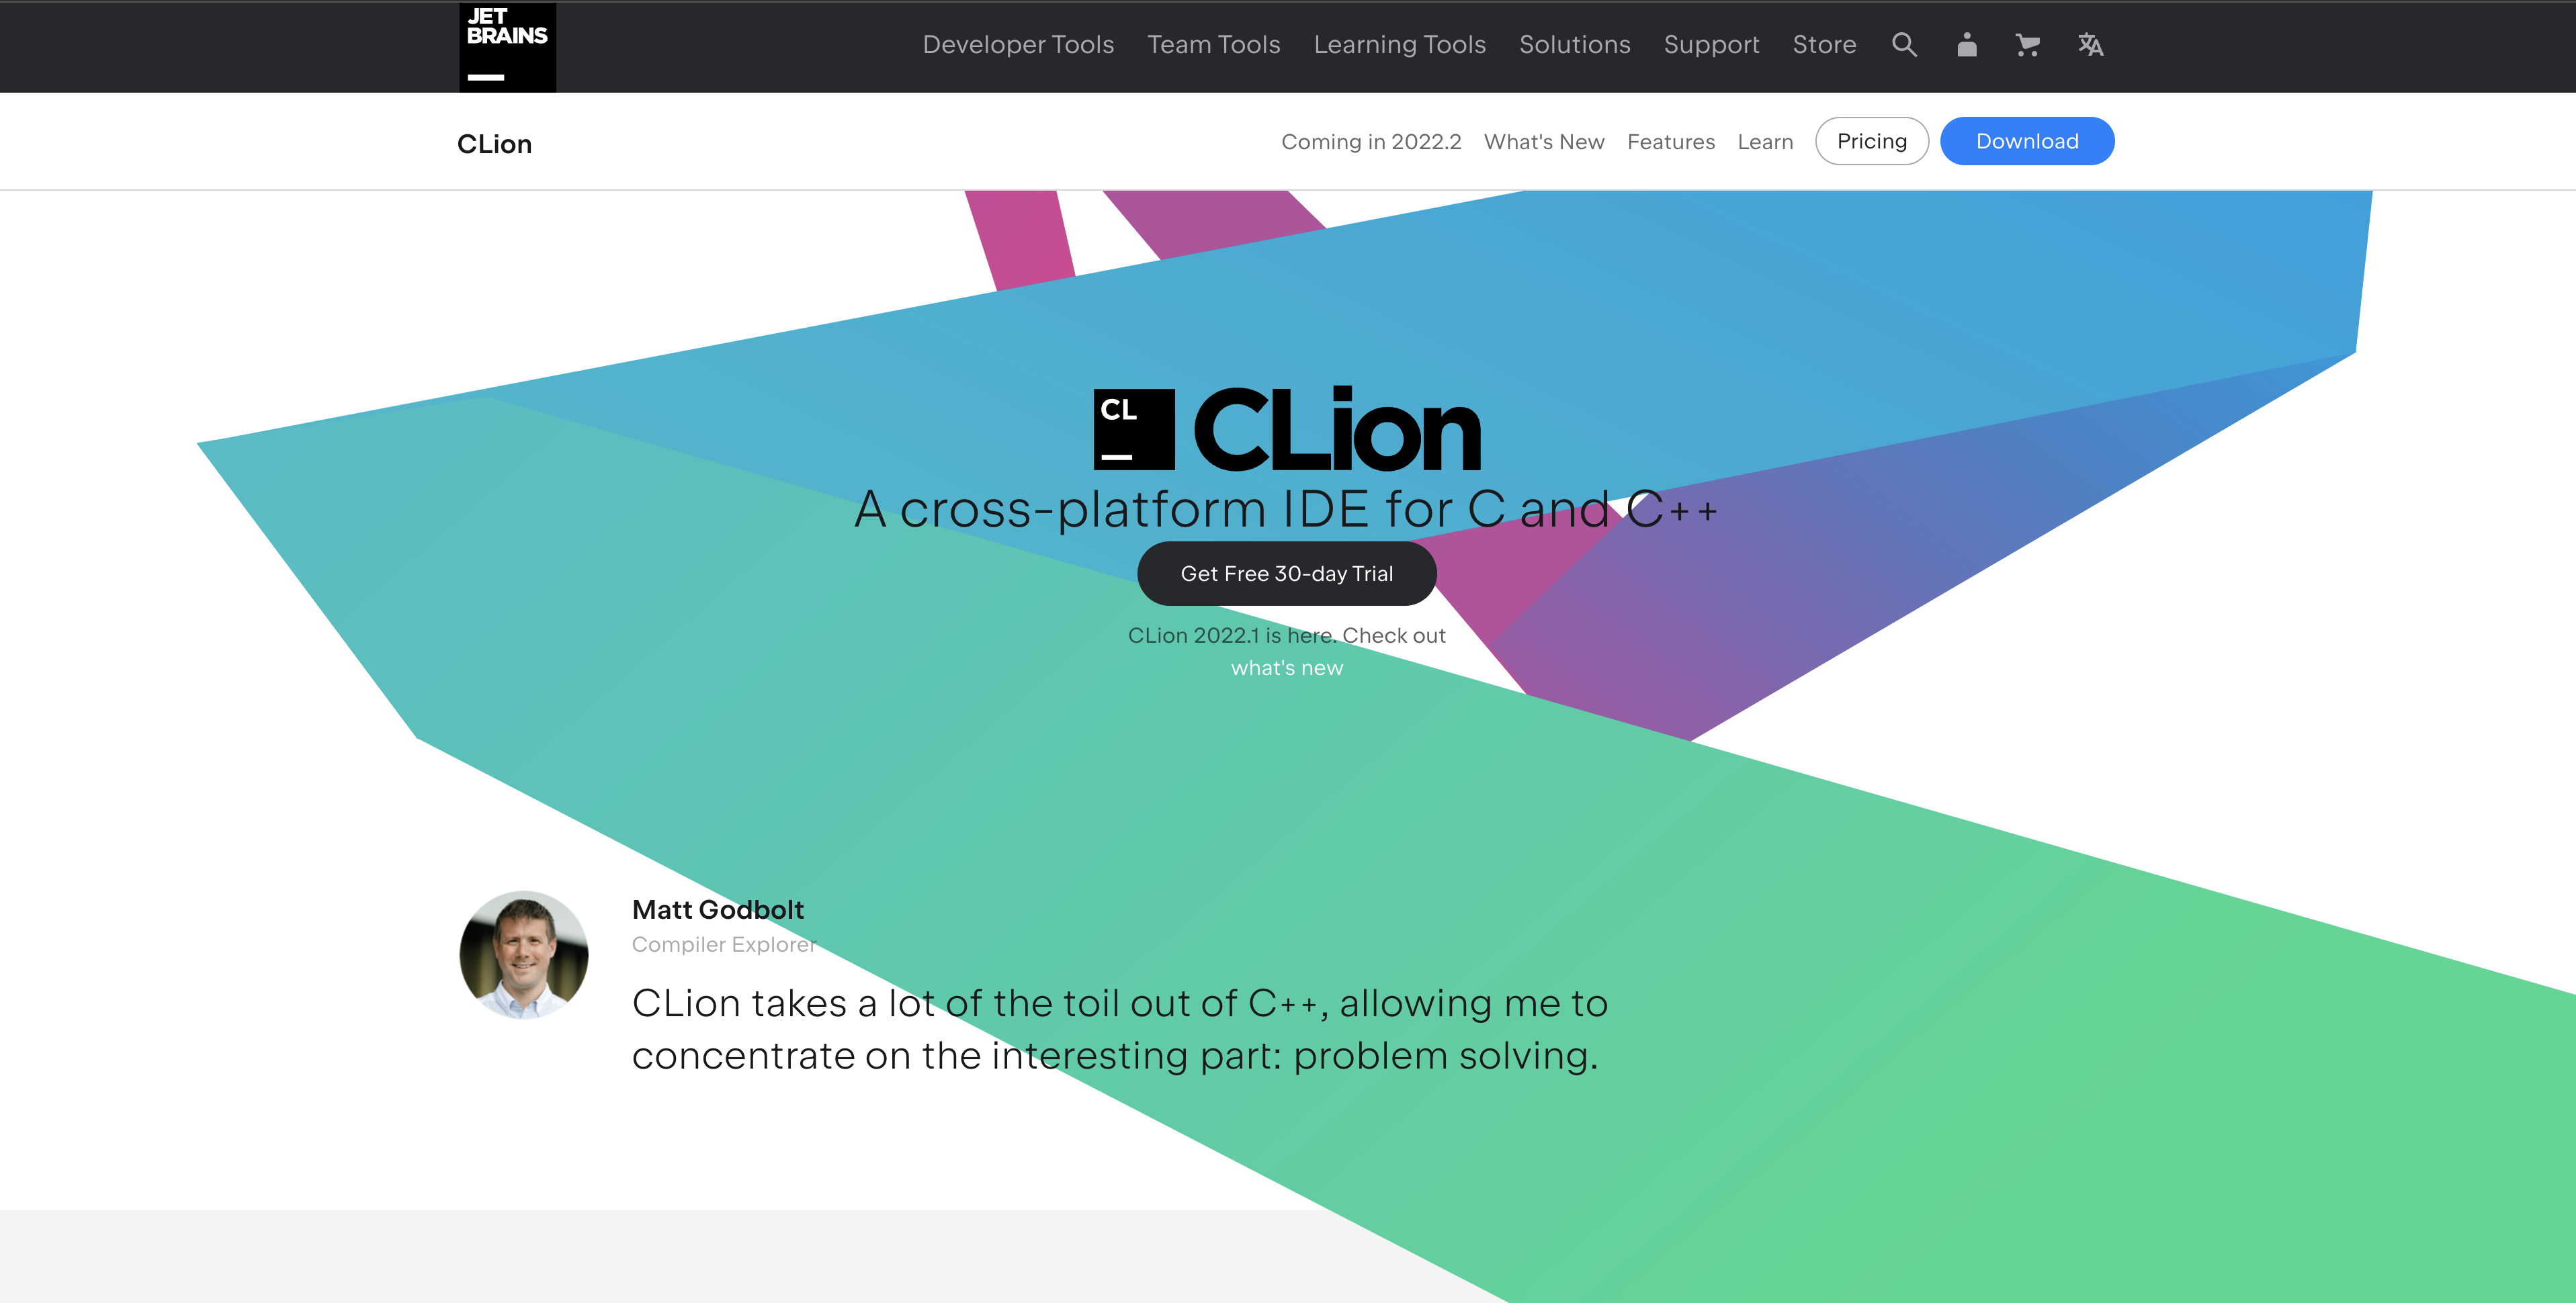 JET
BRAINS
Developer Tools Team Tools Learning Tools Solutions Support Store
CLion
Coming in 2022.2 What's New Features Learn Pricing Download
CL
CLion
A cross-platform IDE for C and C++
Get Free 30-day Trial
CLion 2022.1 is here. Check out
what's new
Matt Godbolt
Compiler Explorer
CLion takes a lot of the toil out of C++, allowing me to
concentrate on the interesting part: problem solving.